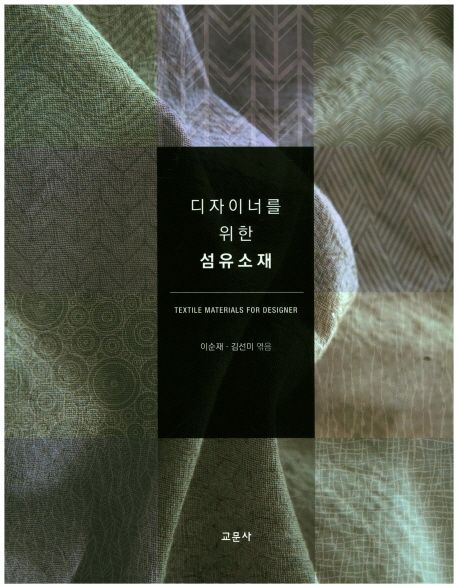 디자이너를
위한
섬유소재
TEXTILE MATERIALS FOR DESIGNER
이순재 · 김선미 엮음
교문사